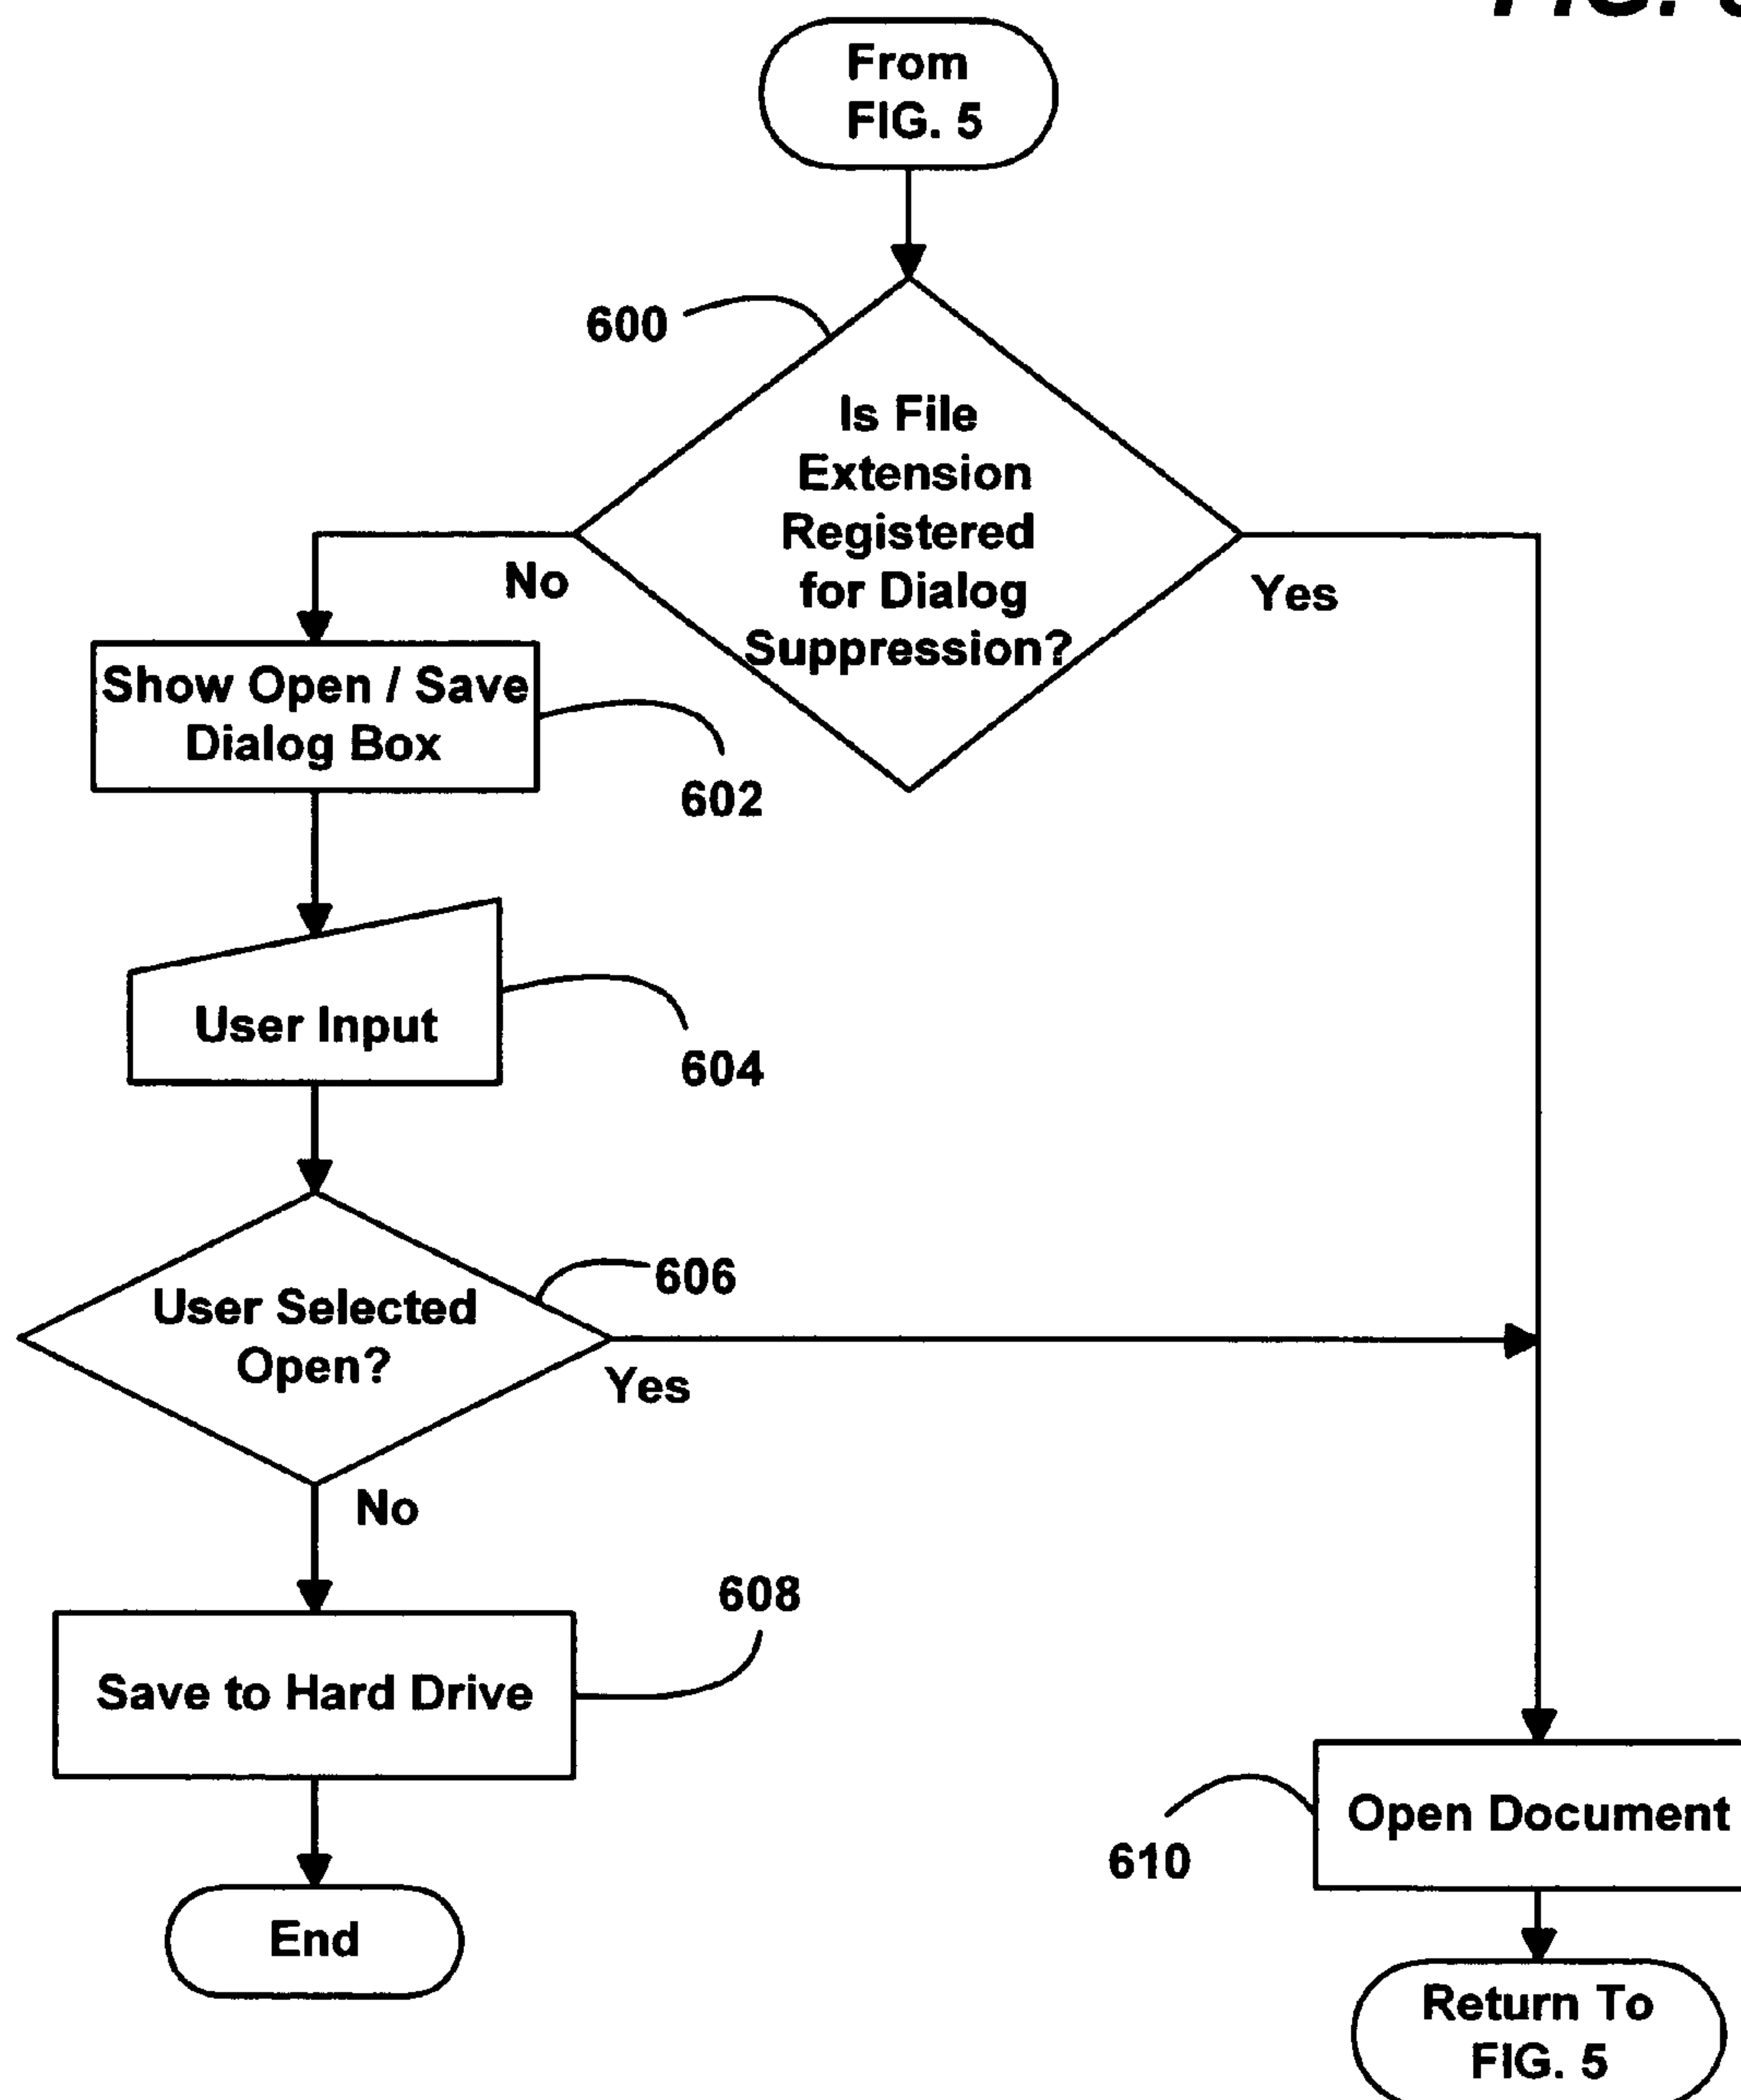 FIG.
From
FIG. 5
600
Is File
Extension
Registered
for Dialog
Suppression?
No
Yes
Show Open / Save
Dialog Box
602
User Input
604
606
User Selected
Open?
Yes
No
608
Save to Hard Drive
Open Document
610
End
Return To
FIG. 5